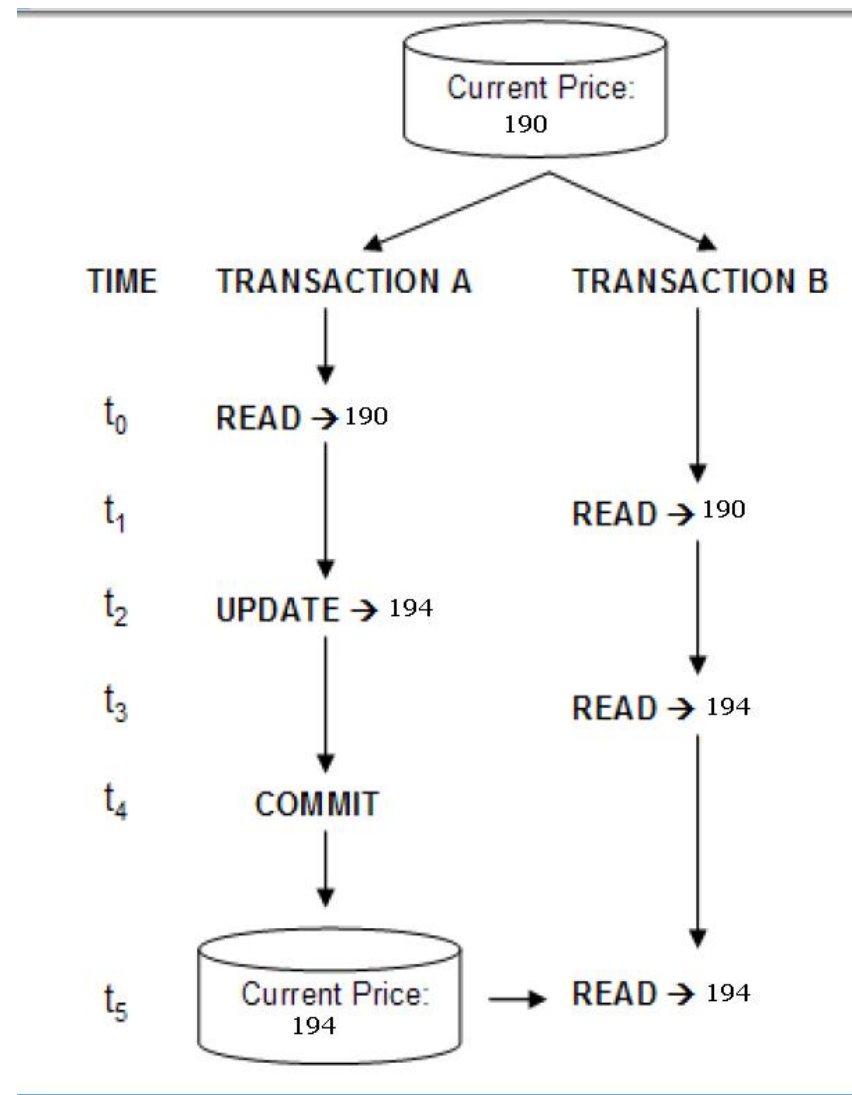 Current Price:
190
TIME TRANSACTION A TRANSACTION B
t₀ READ → 190
t₁ READ → 190
t₂ UPDATE → 194
t₃ READ → 194
t₄ COMMIT
Current Price:
t₅ READ → 194
194